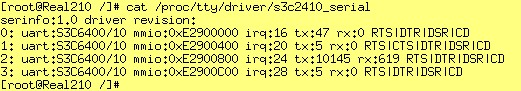 [root@Real210 /]# cat /proc/tty/driver/s3c2410_serial
serinfo:1.0 driver revision:
0: uart:S3C6400/10 mmio:0xE2900000 irq:16 tx:47 rx:0 RTS|DTR|DSR|CD
1: uart:S3C6400/10 mmio:0xE2900400 irq:20 tx:5 rx:0 RTS|CTS|DTR|DSR|CD
2: uart:S3C6400/10 mmio:0xE2900800 irq:24 tx:10145 rx:619 RTS|DTR|DSR|CD
3: uart:S3C6400/10 mmio:0xE2900C00 irq:28 tx:5 rx:0 RTS|DTR|DSR|CD
[root@Real210 /]#